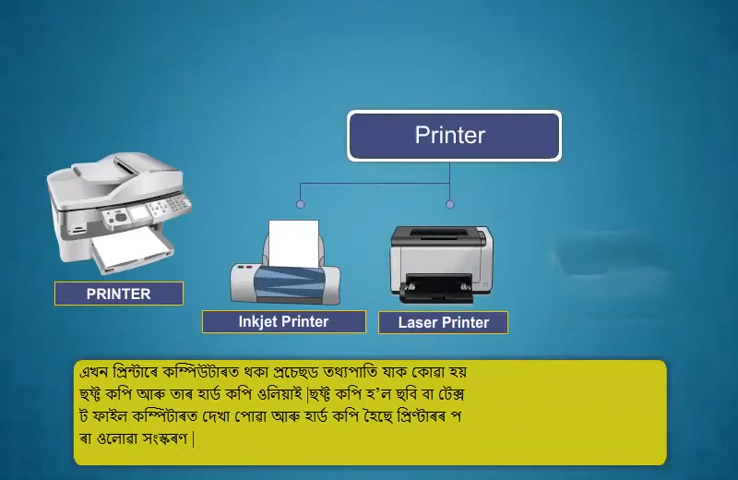 Printer
PRINTER
Inkjet Printer
Laser Printer
এখন প্ৰিন্টাৰে কম্পিউটাৰত থকা প্ৰচেছড তথ্যপাতি যাক কোৱা হয়
ছফ্ট কপি আৰু তাৰ হাৰ্ড কপি ওলিয়াই |ছফ্ট কপি হ'ল ছবি বা টেক্স
ট ফাইল কম্পিটাৰত দেখা পোৱা আৰু হাৰ্ড কপি হৈছে প্ৰিণ্টাৰৰ প
ৰা ওলোৱা সংস্কৰণ |